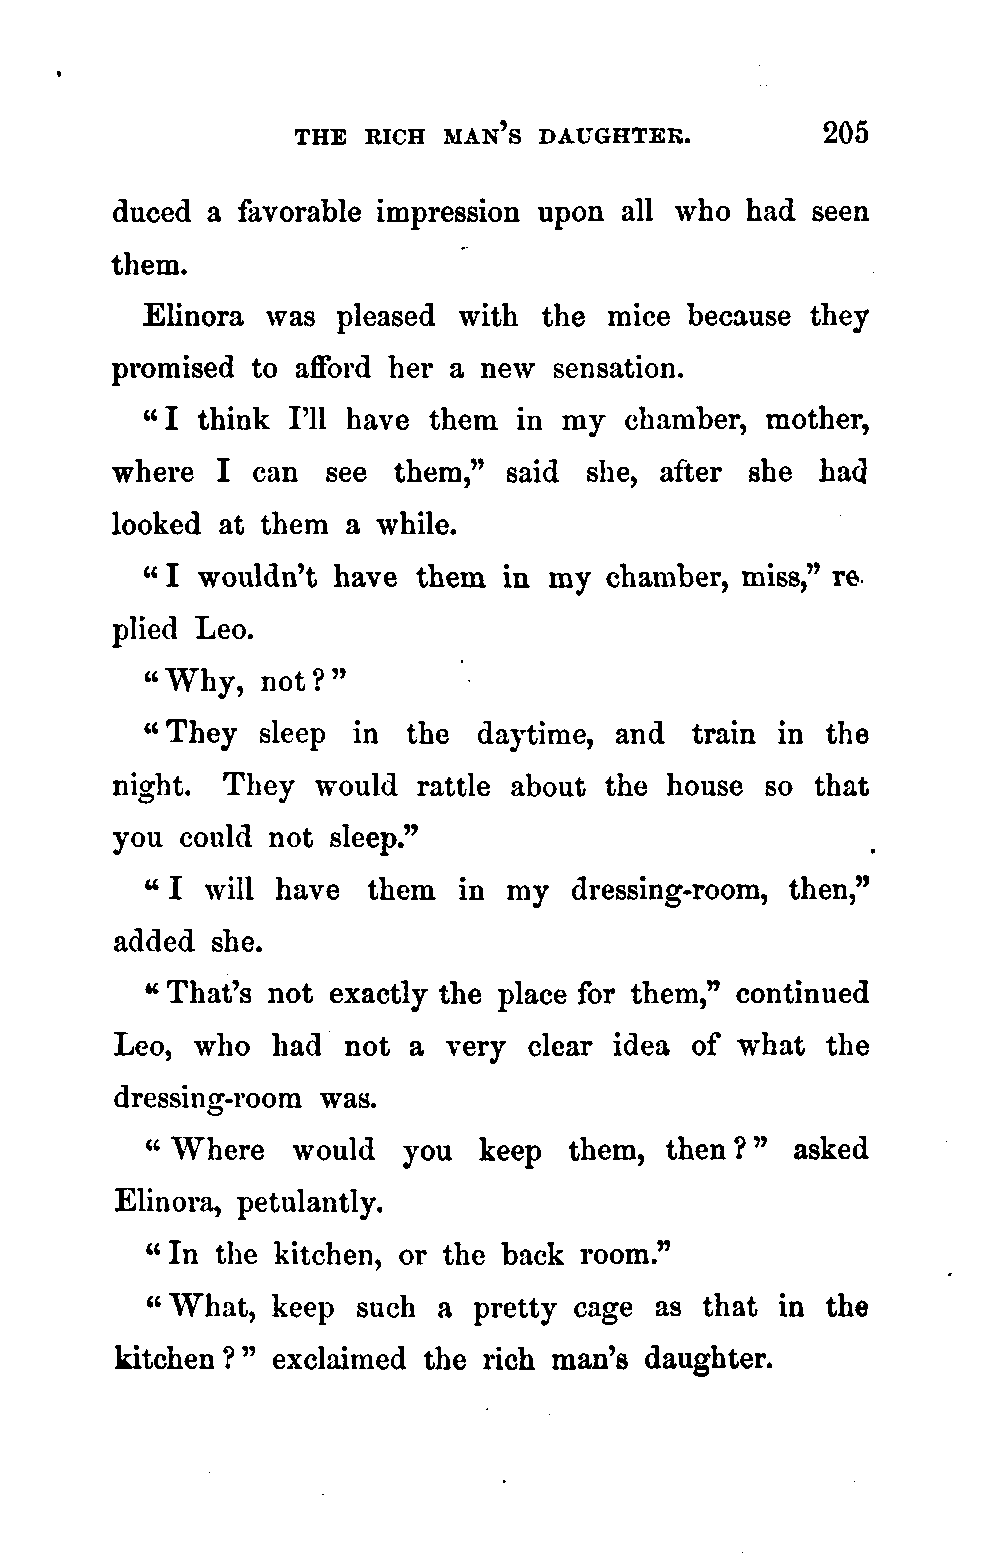 THE RICH MAN'S DAUGHTER. 205
duced a favorable impression upon all who had seen
them.
Elinora was pleased with the mice because they
promised to afford her a new sensation.
"I think I'll have them in my chamber, mother,
where I can see them," said she, after she had
looked at them a while.
"I wouldn't have them in my chamber, miss," re-
plied Leo.
"Why, not?"
"They sleep in the daytime, and train in the
night. They would rattle about the house so that
you could not sleep."
"I will have them in my dressing-room, then,"
added she.
"That's not exactly the place for them," continued
Leo, who had not a very clear idea of what the
dressing-room was.
"Where would you keep them, then?" asked
Elinora, petulantly.
"In the kitchen, or the back room."
"What, keep such a pretty cage as that in the
kitchen?" exclaimed the rich man's daughter.